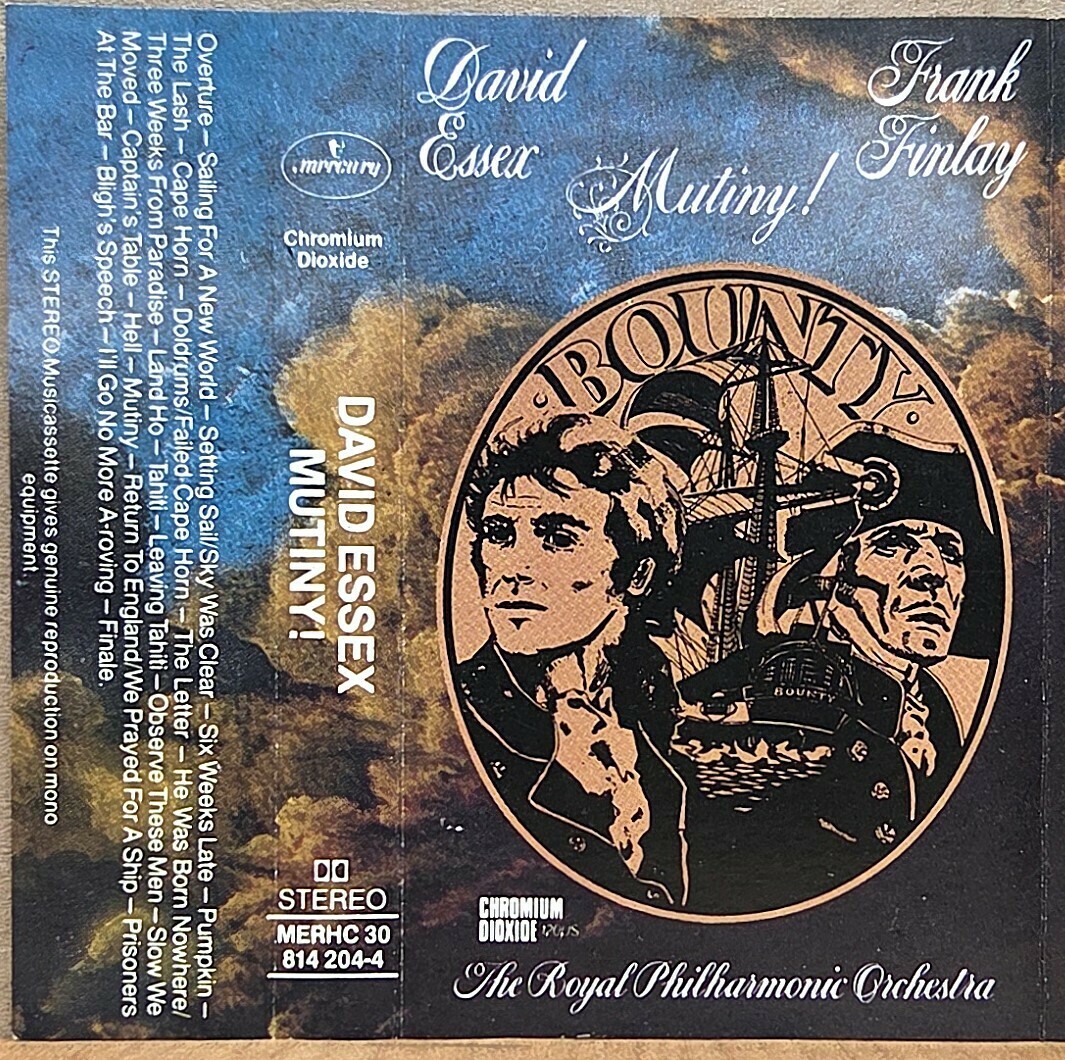 Overture – Sailing For A New World – Setting Sail/Sky Was Clear – Six Weeks Late – Pumpkin –
The Lash – Cape Horn – Doldrums/Failed Cape Horn – The Letter – He Was Born Nowhere/
Three Weeks From Paradise – Land Ho – Tahiti – Leaving Tahiti – Observe These Men – Slow We
Moved – Captain's Table – Hell – Mutiny – Return To England/We Prayed For A Ship – Prisoners
At The Bar – Bligh's Speech – I'll Go No More A-roving – Finale.
This STEREO Musicassette gives genuine reproduction on mono
equipment
mercury
Chromium
Dioxide
DAVID ESSEX
MUTINY!
STEREO
MERHC 30
814 204-4
David
Essex
Frank
Finlay
Mutiny!
BOUNTY
BOUNTY
CHROMIUM
DIOXIDE 120µS
The Royal Philharmonic Orchestra